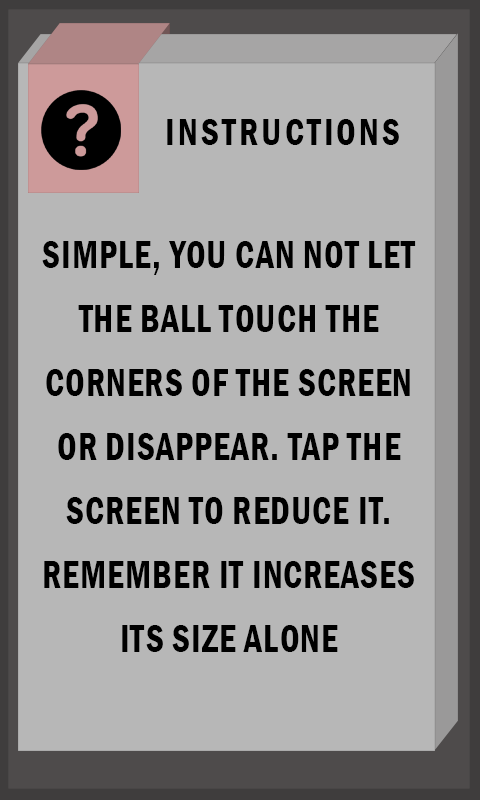 ?
INSTRUCTIONS
SIMPLE, YOU CAN NOT LET
THE BALL TOUCH THE
CORNERS OF THE SCREEN
OR DISAPPEAR. TAP THE
SCREEN TO REDUCE IT.
REMEMBER IT INCREASES
ITS SIZE ALONE